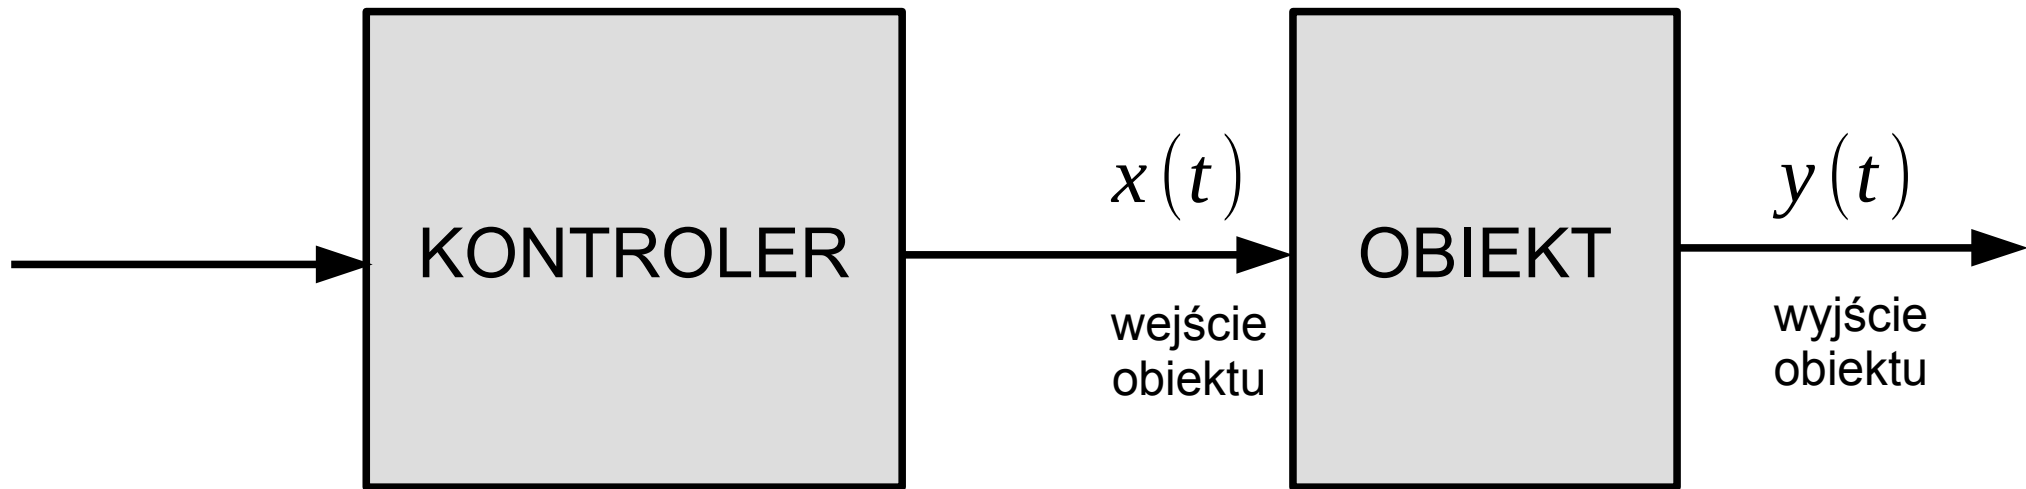 KONTROLER
x(t)
wejście
obiektu
OBIEKT
y(t)
wyjście
obiektu